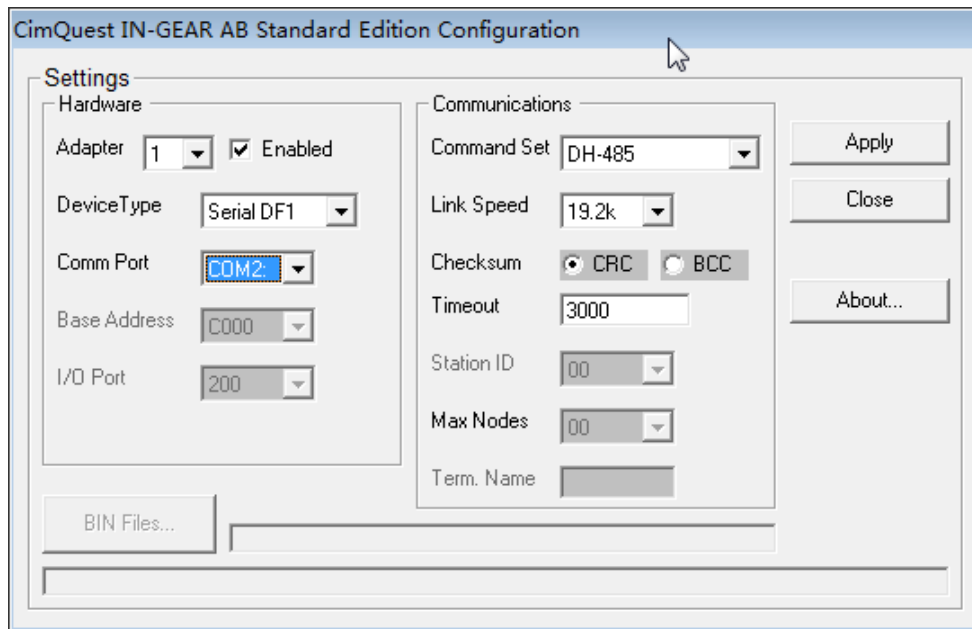 CimQuest IN-GEAR AB Standard Edition Configuration
Settings
Hardware
Adapter 1 Enabled
DeviceType Serial DF1
Comm Port COM2:
Base Address C000
I/O Port 200
BIN Files...
Communications
Command Set DH-485
Link Speed 19.2k
Checksum CRC BCC
Timeout 3000
Station ID 00
Max Nodes 00
Term. Name
Apply
Close
About...